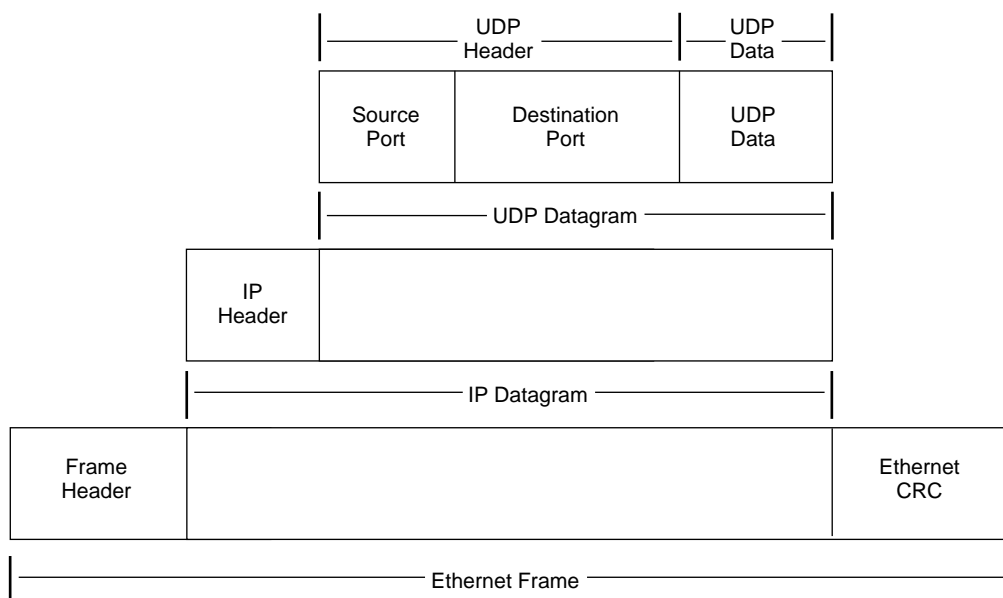 UDP
Header
UDP
Data
Source
Port
Destination
Port
UDP
Data
UDP Datagram
IP
Header
IP Datagram
Frame
Header
Ethernet
CRC
Ethernet Frame